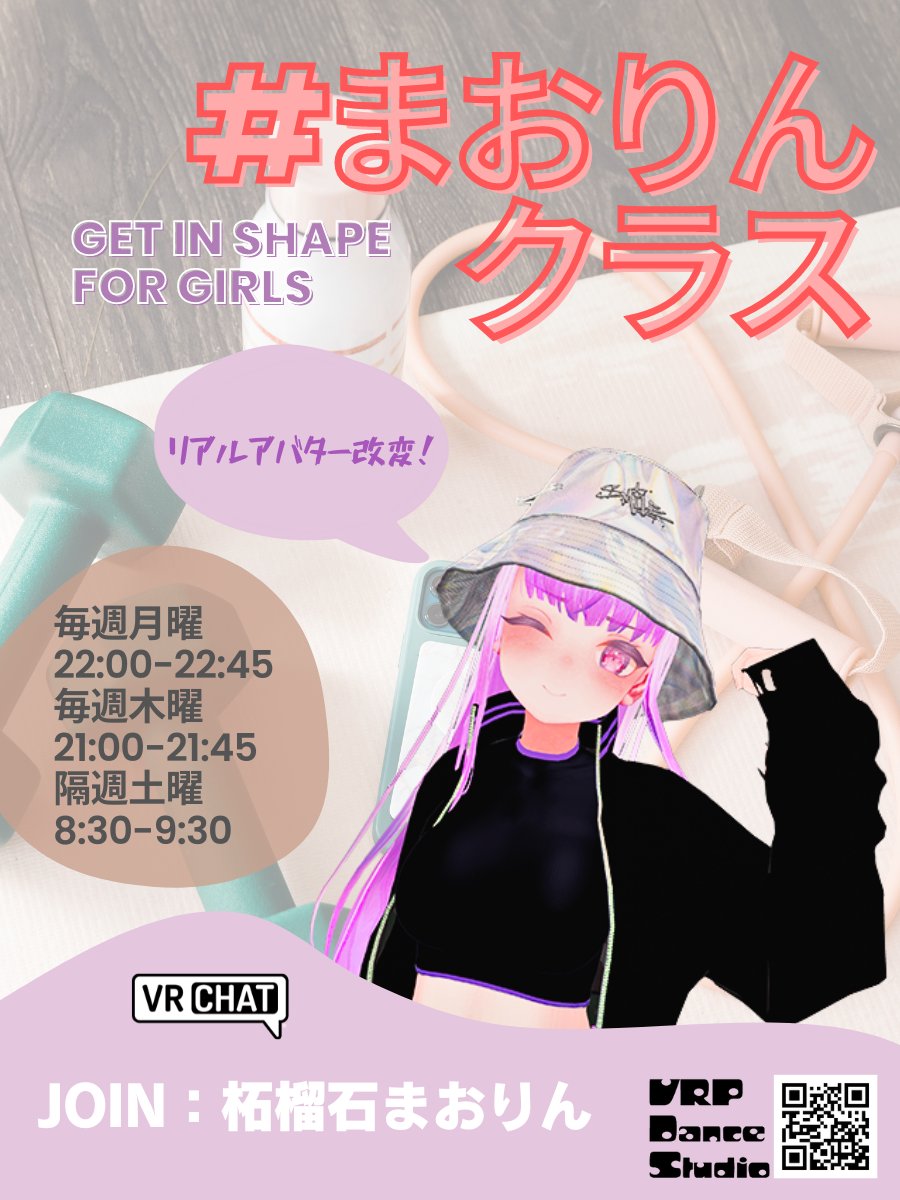 #まおりん
クラス
GET IN SHAPE
FOR GIRLS
リアルアバター改変!
毎週月曜
22:00-22:45
毎週木曜
21:00-21:45
隔週土曜
8:30-9:30
VRCHAT
JOIN：柘榴石まおりん
VRP
Dance
Studio